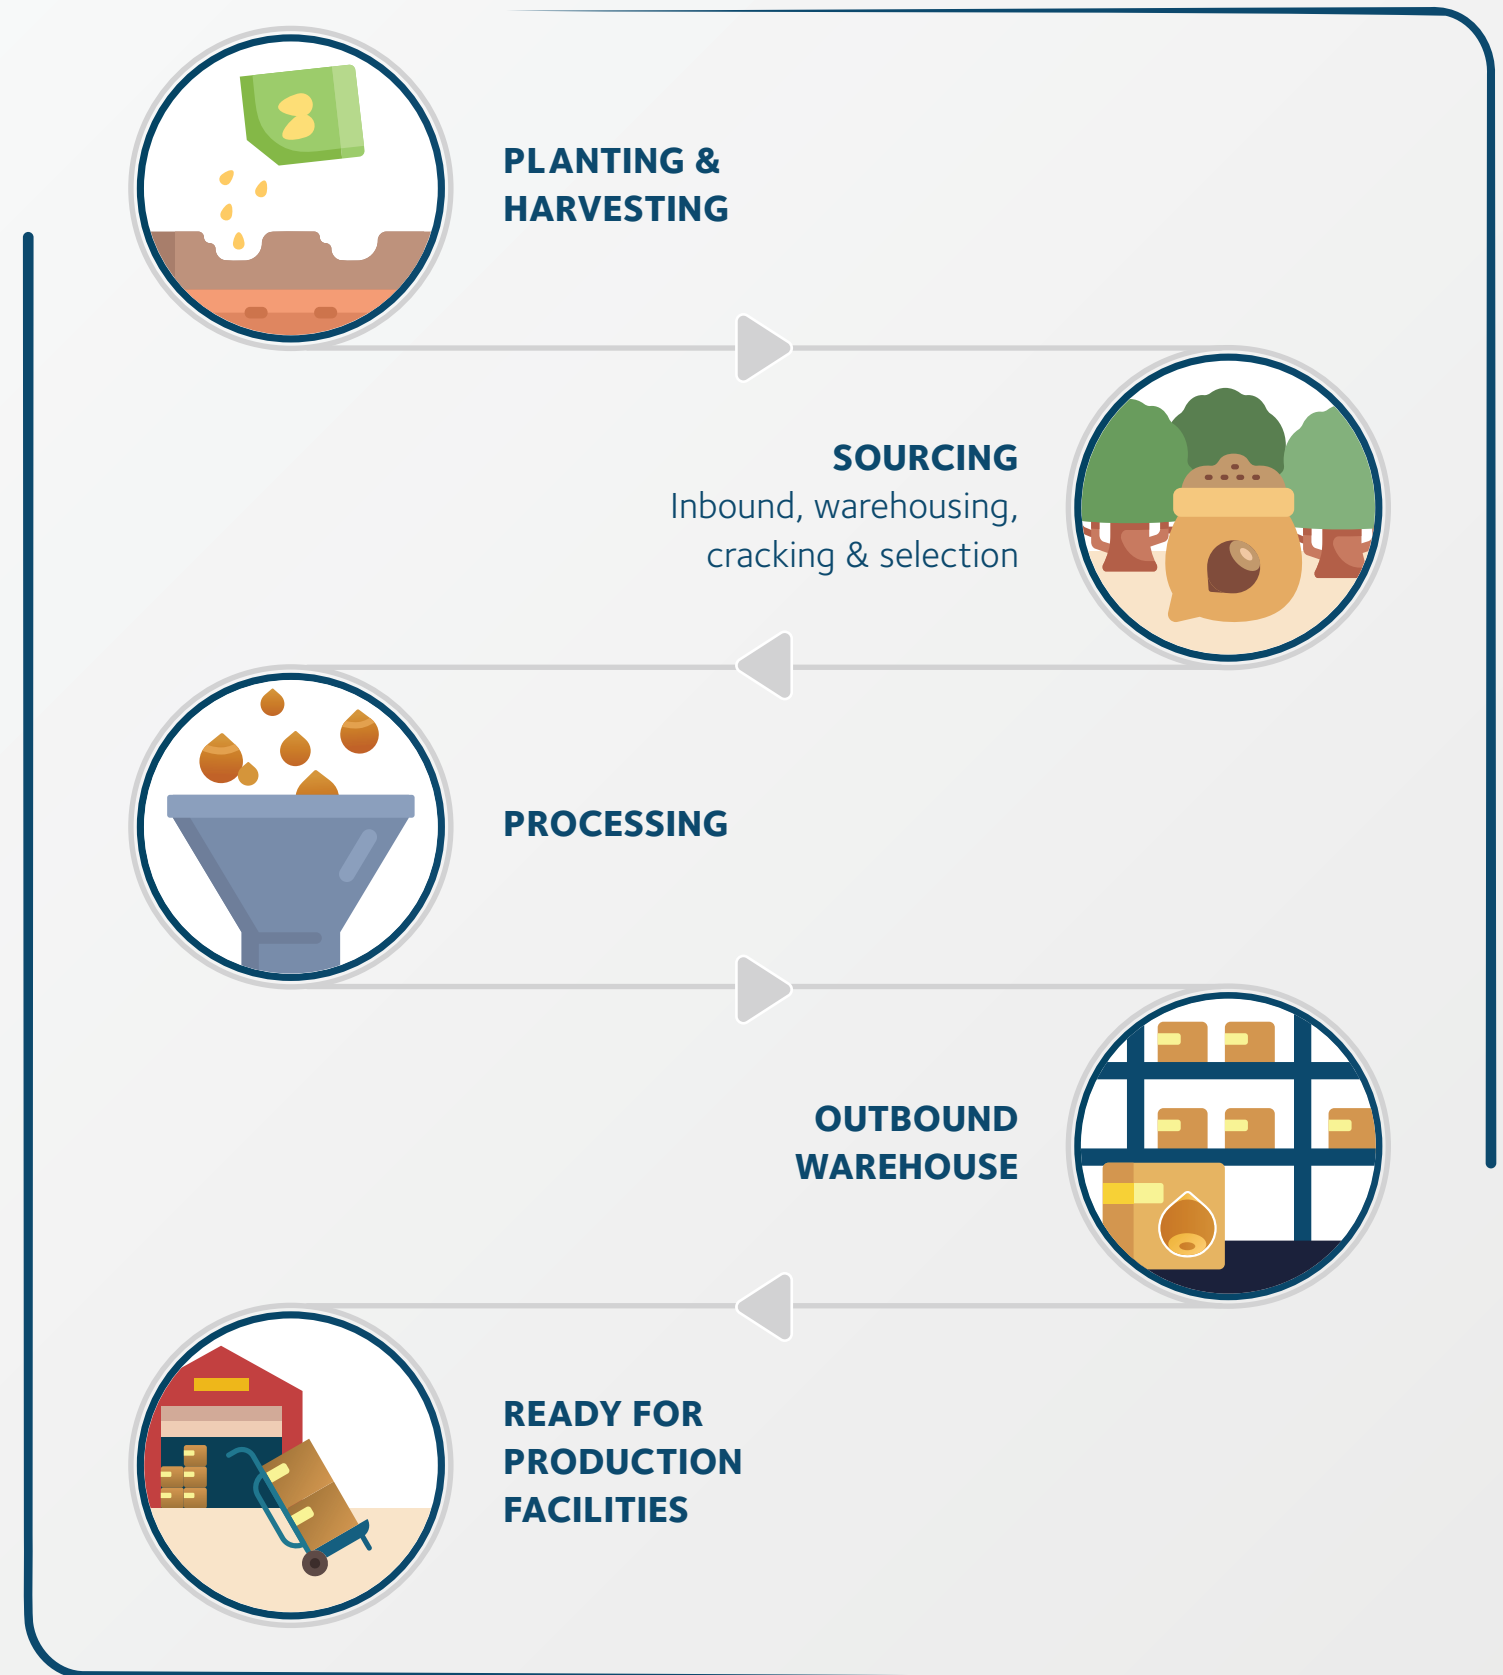 PLANTING &
HARVESTING
SOURCING
Inbound, warehousing,
cracking & selection
PROCESSING
OUTBOUND
WAREHOUSE
READY FOR
PRODUCTION
FACILITIES